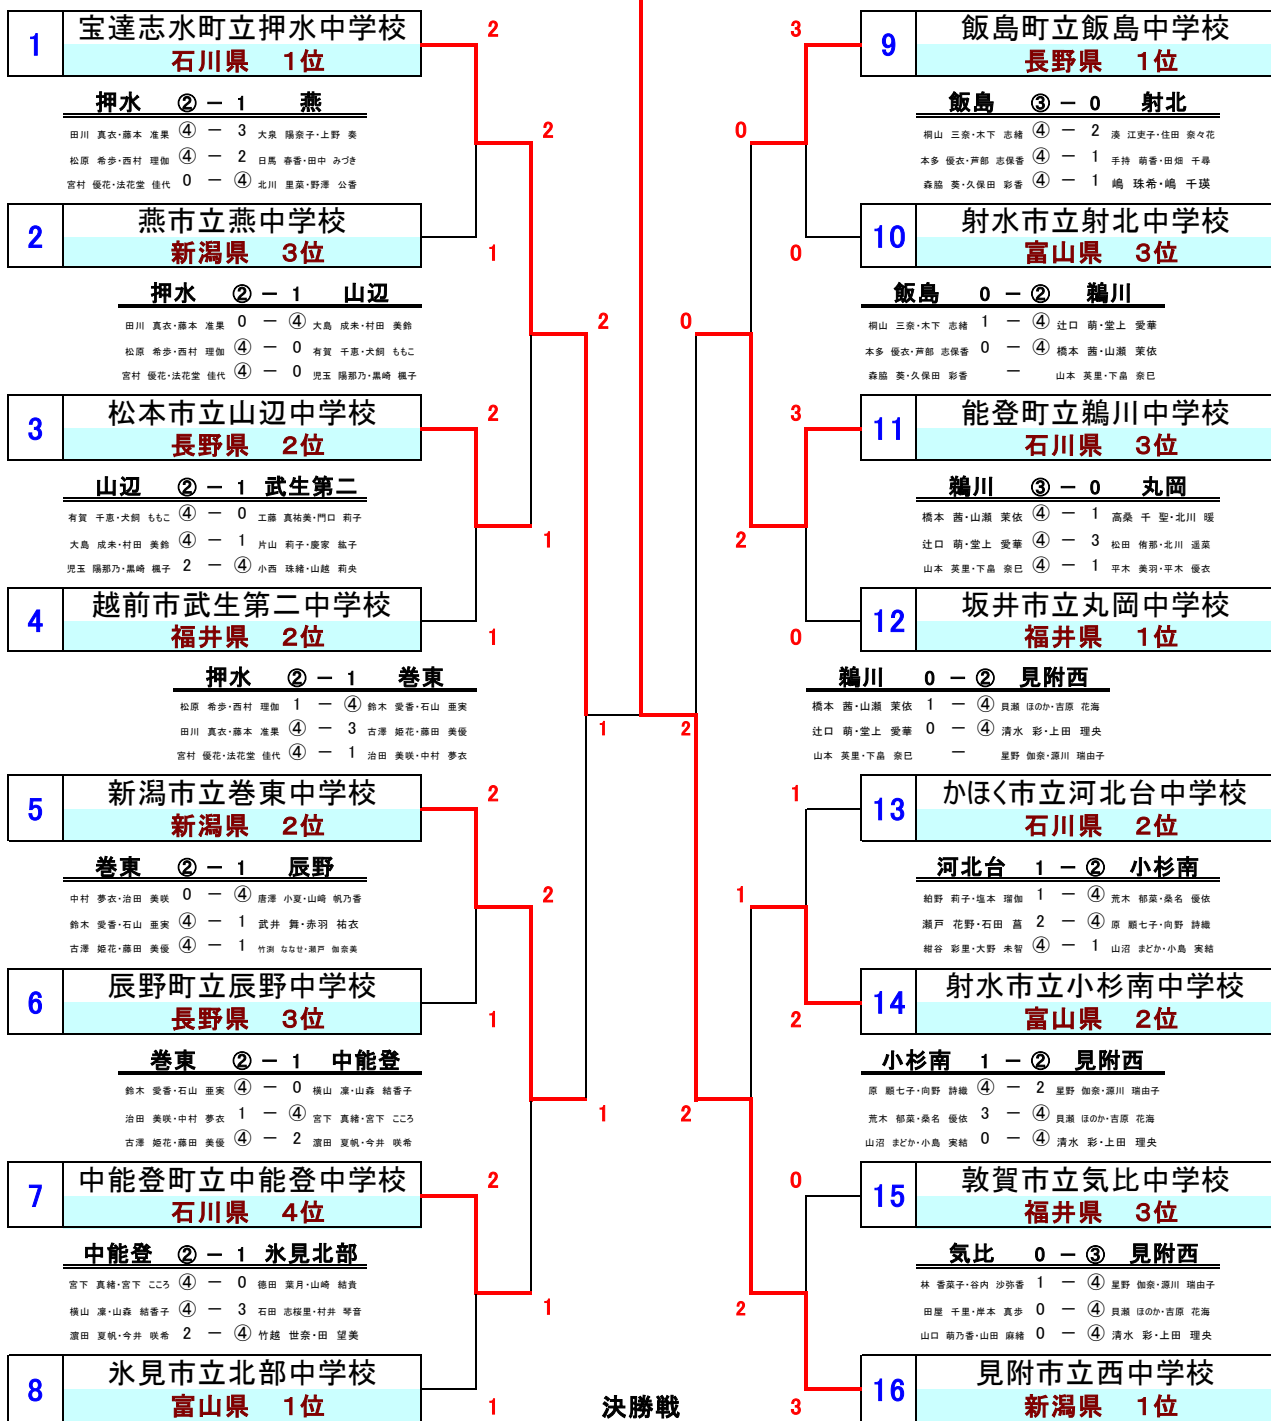 1 宝達志水町立押水中学校
石川県 1位
押水 ② － 1 燕
田川 真衣・藤本 准果 ④ － 3 大泉 陽奈子・上野 奏
松原 希歩・西村 理伽 ④ － 2 日馬 春香・田中 みづき
宮村 優花・法花堂 佳代 0 － ④ 北川 里菜・野澤 公香
2 燕市立燕中学校
新潟県 3位
押水 ② － 1 山辺
田川 真衣・藤本 准果 0 － ④ 大島 成未・村田 美鈴
松原 希歩・西村 理伽 ④ － 0 有賀 千恵・犬飼 ももこ
宮村 優花・法花堂 佳代 ④ － 0 児玉 陽那乃・黒崎 楓子
3 松本市立山辺中学校
長野県 2位
山辺 ② － 1 武生第二
有賀 千恵・犬飼 ももこ ④ － 0 工藤 真祐美・門口 莉子
大島 成未・村田 美鈴 ④ － 1 片山 莉子・慶家 紘子
児玉 陽那乃・黒崎 楓子 2 － ④ 小西 珠緒・山越 莉央
4 越前市武生第二中学校
福井県 2位
押水 ② － 1 巻東
松原 希歩・西村 理伽 1 － ④ 鈴木 愛香・石山 亜実
田川 真衣・藤本 准果 ④ － 3 古澤 姫花・藤田 美優
宮村 優花・法花堂 佳代 ④ － 1 治田 美咲・中村 夢衣
5 新潟市立巻東中学校
新潟県 2位
巻東 ② － 1 辰野
中村 夢衣・治田 美咲 0 － ④ 唐澤 小夏・山崎 帆乃香
鈴木 愛香・石山 亜実 ④ － 1 武井 舞・赤羽 祐衣
古澤 姫花・藤田 美優 ④ － 1 竹渕 ななせ・瀬戸 伽奈美
6 辰野町立辰野中学校
長野県 3位
巻東 ② － 1 中能登
鈴木 愛香・石山 亜実 ④ － 0 横山 凜・山森 結香子
治田 美咲・中村 夢衣 1 － ④ 宮下 真緒・宮下 こころ
古澤 姫花・藤田 美優 ④ － 2 濵田 夏帆・今井 咲希
7 中能登町立中能登中学校
石川県 4位
中能登 ② － 1 氷見北部
宮下 真緒・宮下 こころ ④ － 0 德田 葉月・山崎 結貴
横山 凜・山森 結香子 ④ － 3 石田 志桜里・村井 琴音
濵田 夏帆・今井 咲希 2 － ④ 竹越 世奈・田 望美
8 氷見市立北部中学校
富山県 1位
2
1
2
1
2
1
2
1
2
1
2
1
2
1
1
2
決勝戦
9 飯島町立飯島中学校
長野県 1位
飯島 ③ － 0 射北
桐山 三奈・木下 志緒 ④ － 2 湊 江吏子・住田 奈々花
本多 優衣・芦部 志保香 ④ － 1 手持 萌香・田畑 千尋
森脇 葵・久保田 彩香 ④ － 1 嶋 珠希・嶋 千瑛
10 射水市立射北中学校
富山県 3位
飯島 0 － ② 鵜川
桐山 三奈・木下 志緒 1 － ④ 辻口 萌・堂上 愛華
本多 優衣・芦部 志保香 0 － ④ 橋本 茜・山瀬 茉依
森脇 葵・久保田 彩香 － 山本 英里・下畠 奈巳
11 能登町立鵜川中学校
石川県 3位
鵜川 ③ － 0 丸岡
橋本 茜・山瀬 茉依 ④ － 1 高桑 千 聖・北川 暖
辻口 萌・堂上 愛華 ④ － 3 松田 侑那・北川 遥菜
山本 英里・下畠 奈巳 ④ － 1 平木 美羽・平木 優衣
12 坂井市立丸岡中学校
福井県 1位
鵜川 0 － ② 見附西
橋本 茜・山瀬 茉依 1 － ④ 貝瀬 ほのか・吉原 花海
辻口 萌・堂上 愛華 0 － ④ 清水 彩・上田 理央
山本 英里・下畠 奈巳 － 星野 伽奈・源川 瑞由子
13 かほく市立河北台中学校
石川県 2位
河北台 1 － ② 小杉南
莉子・塩本 瑠伽 1 － ④ 荒木 郁菜・桑名 優依
瀬戸 花野・石田 菖 2 － ④ 原 順七子・向野 詩織
紺谷 彩里・大野 未智 ④ － 1 山沼 まどか・小島 実結
14 射水市立小杉南中学校
富山県 2位
小杉南 1 － ② 見附西
原 順七子・向野 詩織 ④ － 2 星野 伽奈・源川 瑞由子
荒木 郁菜・桑名 優依 3 － ④ 貝瀬 ほのか・吉原 花海
山沼 まどか・小島 実結 0 － ④ 清水 彩・上田 理央
15 敦賀市立気比中学校
福井県 3位
気比 0 － ③ 見附西
林 香菜子・谷内 沙弥香 1 － ④ 星野 伽奈・源川 瑞由子
田屋 千里・岸本 真歩 0 － ④ 貝瀬 ほのか・吉原 花海
山口 萌乃香・山田 麻緒 0 － ④ 清水 彩・上田 理央
16 見附市立西中学校
新潟県 1位
3
0
0
0
3
2
0
1
1
2
2
0
2
3